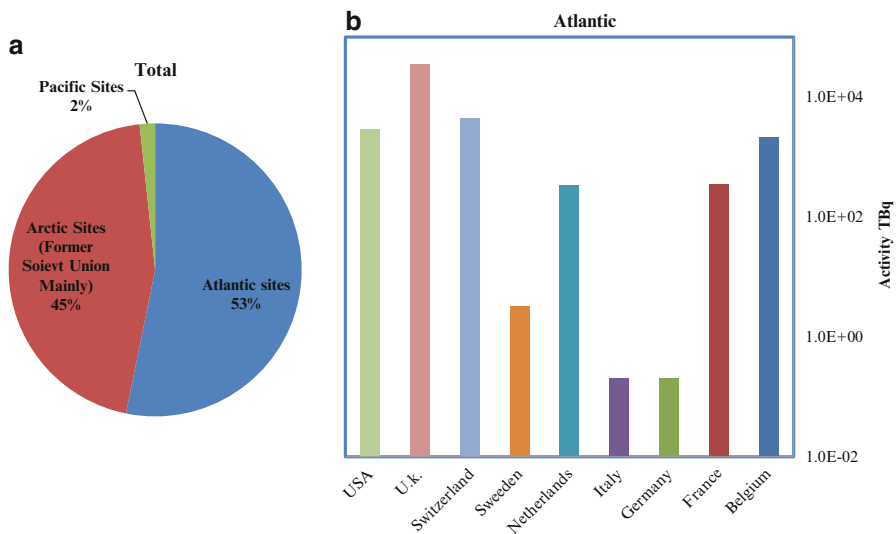 a
Total
Pacific Sites
2%
Arctic Sites
(Former
Soievt Union
Mainly)
45%
Atlantic sites
53%
b
Atlantic
1.0E+04
1.0E+02
1.0E+00
1.0E-02
Activity TBq
USA
U.k.
Switzerland
Sweeden
Netherlands
Italy
Germany
France
Belgium